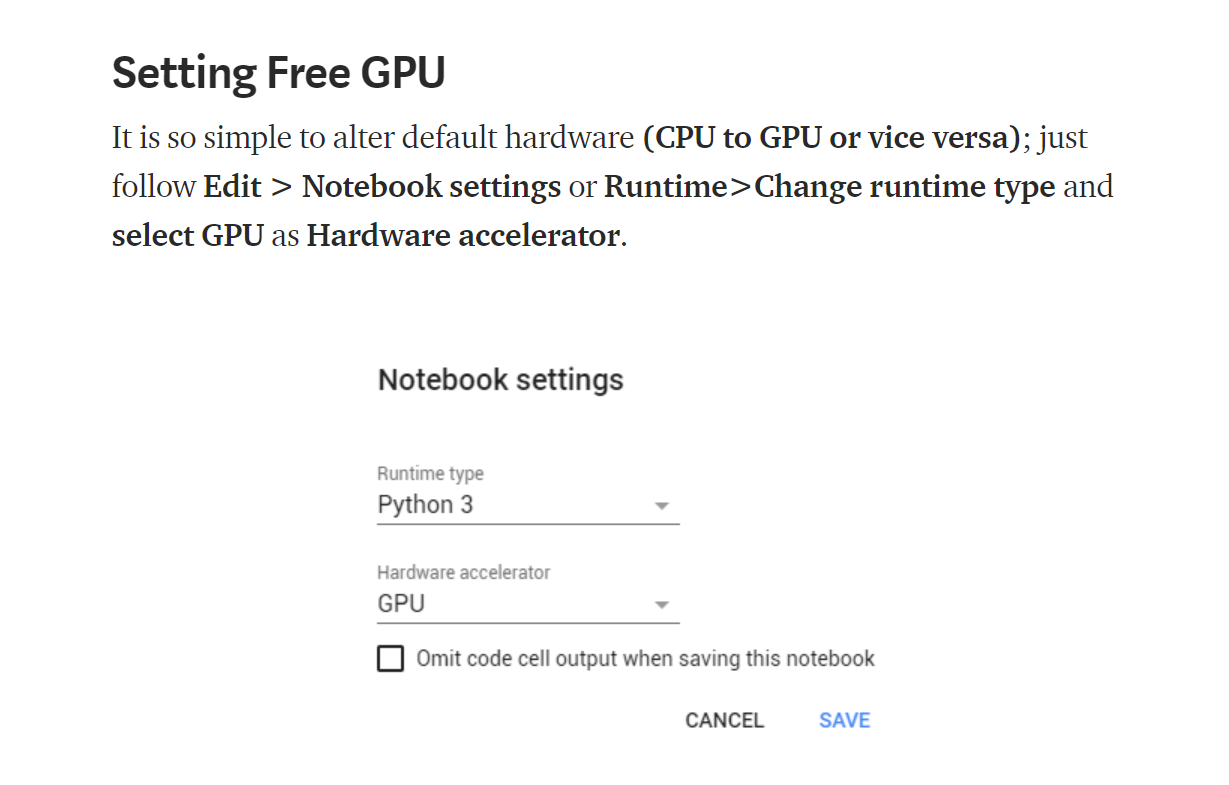 Setting Free GPU
It is so simple to alter default hardware (CPU to GPU or vice versa); just
follow Edit > Notebook settings or Runtime>Change runtime type and
select GPU as Hardware accelerator.
Notebook settings
Runtime type
Python 3
Hardware accelerator
GPU
Omit code cell output when saving this notebook
CANCEL SAVE